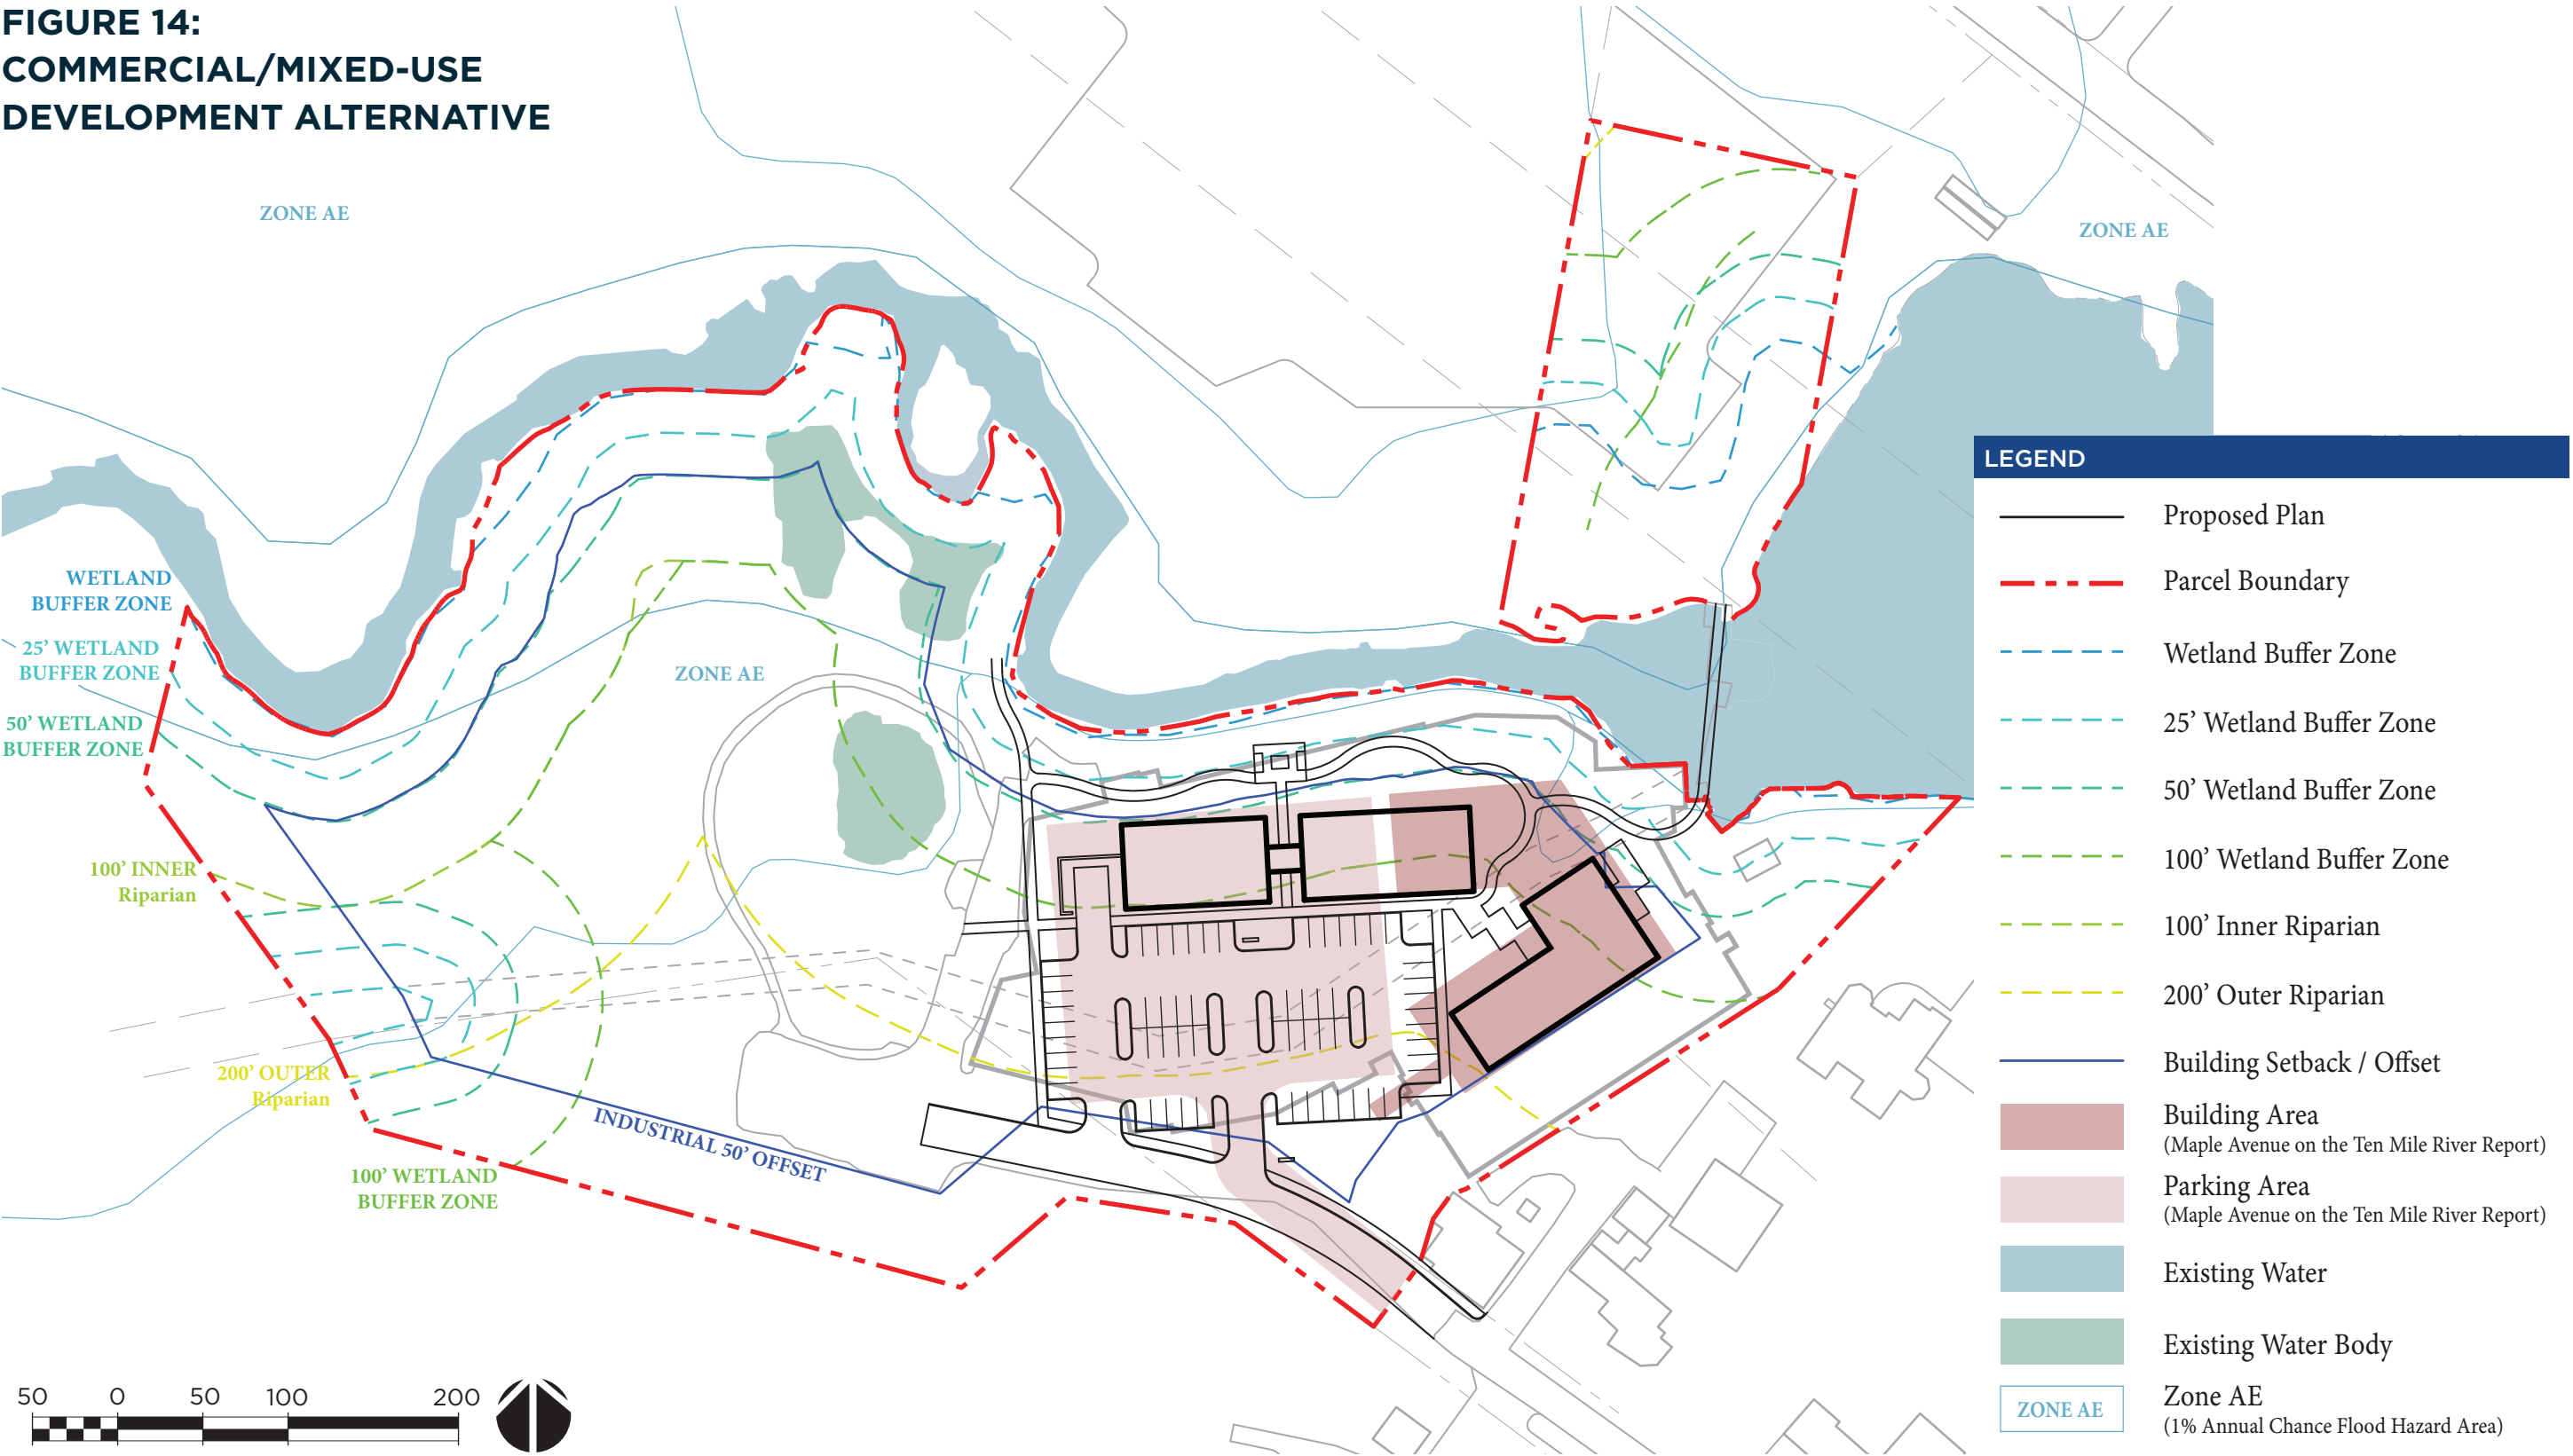 FIGURE 14:
COMMERCIAL/MIXED-USE
DEVELOPMENT ALTERNATIVE
ZONE AE
ZONE AE
WETLAND
BUFFER ZONE
25’ WETLAND
BUFFER ZONE
50’ WETLAND
BUFFER ZONE
ZONE AE
100’ INNER
Riparian
200’ OUTER
Riparian
100’ WETLAND
BUFFER ZONE
INDUSTRIAL 50’ OFFSET
50 0 50 100 200
LEGEND
Proposed Plan
Parcel Boundary
Wetland Buffer Zone
25’ Wetland Buffer Zone
50’ Wetland Buffer Zone
100’ Wetland Buffer Zone
100’ Inner Riparian
200’ Outer Riparian
Building Setback / Offset
Building Area
(Maple Avenue on the Ten Mile River Report)
Parking Area
(Maple Avenue on the Ten Mile River Report)
Existing Water
Existing Water Body
ZONE AE
Zone AE
(1% Annual Chance Flood Hazard Area)